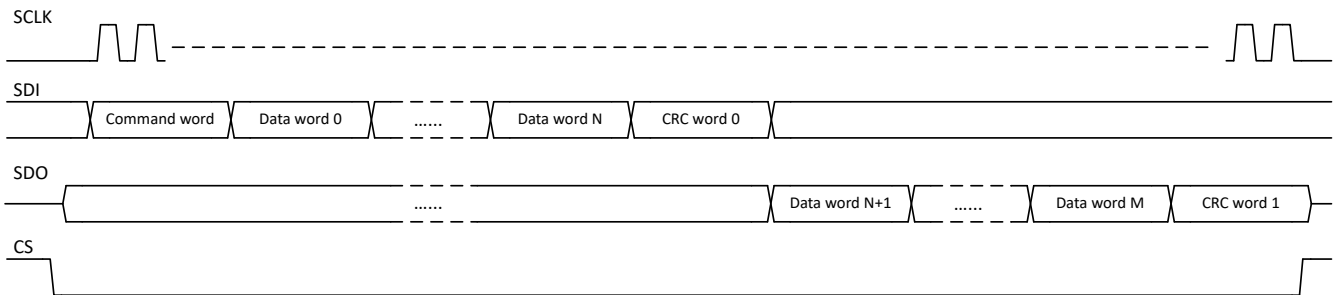 SCLK
SDI
Command word Data word 0 ...... Data word N CRC word 0
SDO
...... Data word N+1 ...... Data word M CRC word 1
CS